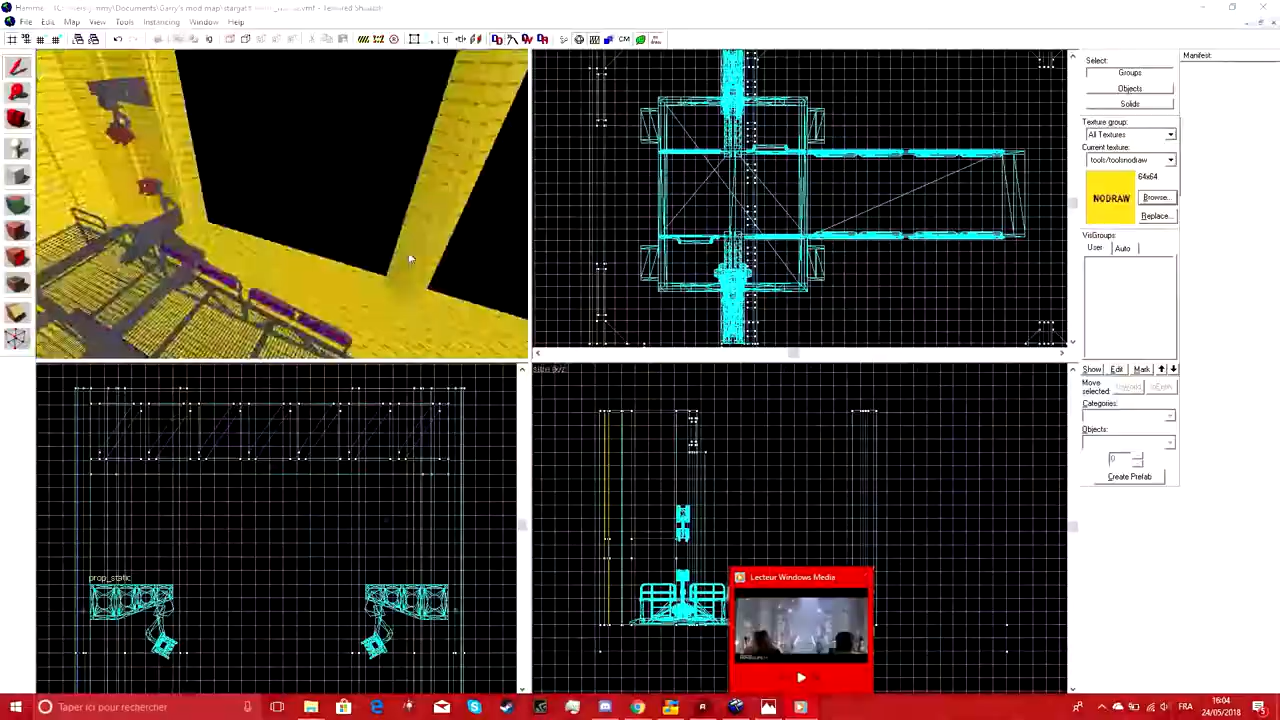 File Edit Map View Tools Instancing Window Help
CM
Select:
Groups
Objects
Solids
Texture group:
All Textures
Current texture:
tools/toolsnodraw
64x64
NODRAW
Browse...
Replace...
VisGroups:
User
Auto
Show
Edit
Mark
Move
selected:
Categories:
Objects:
0
Create Prefab
Manifest:
prop_static
Lecteur Windows Media
Taper ici pour rechercher
FRA
16:04
24/05/2018